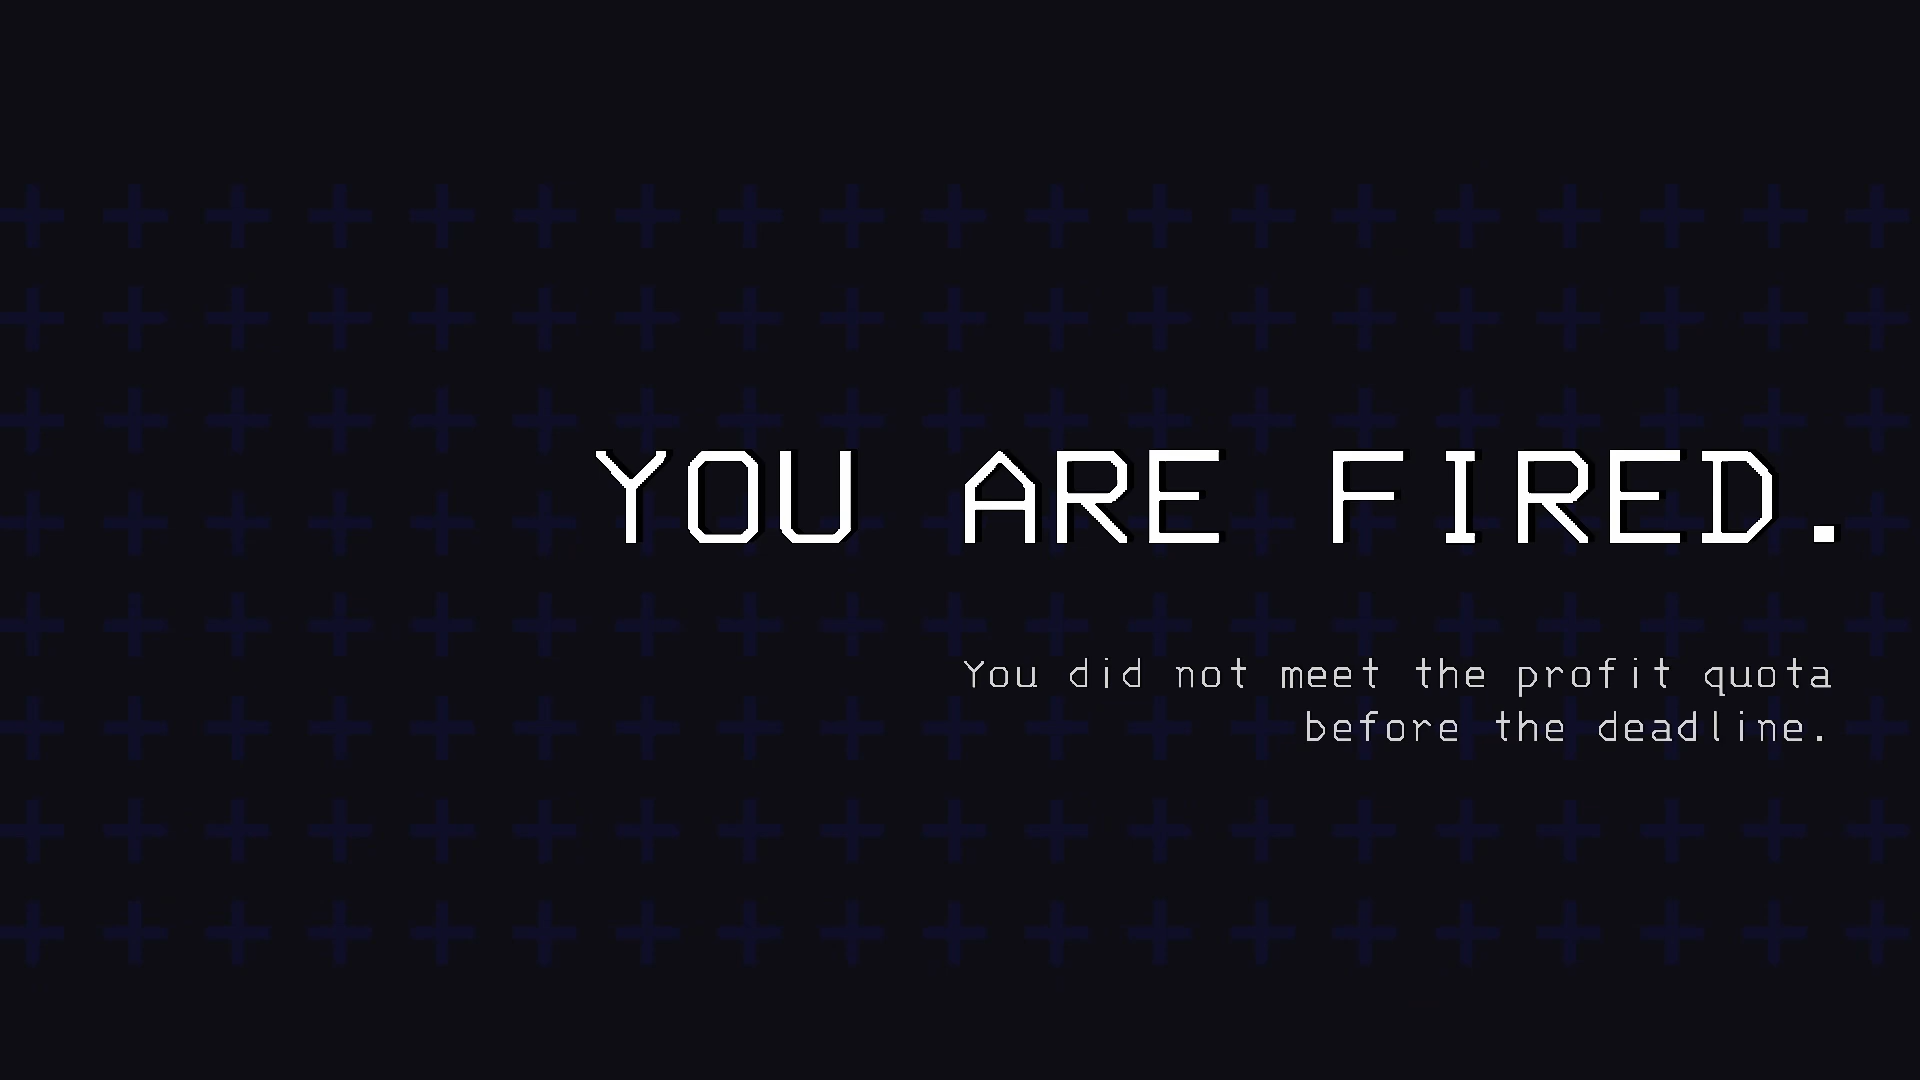 YOU ARE FIRED.
You did not meet the profit quota
before the deadline.